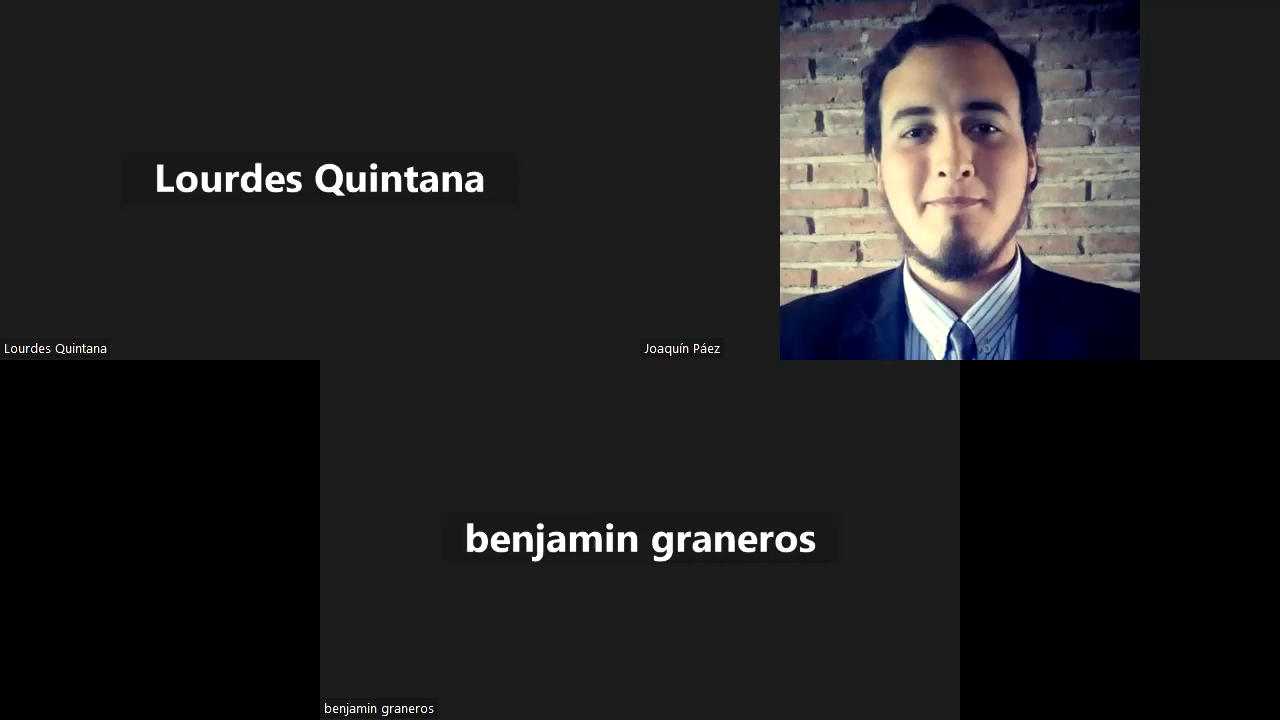 Lourdes Quintana
Lourdes Quintana
Joaquín Páez
benjamin graneros
benjamin graneros